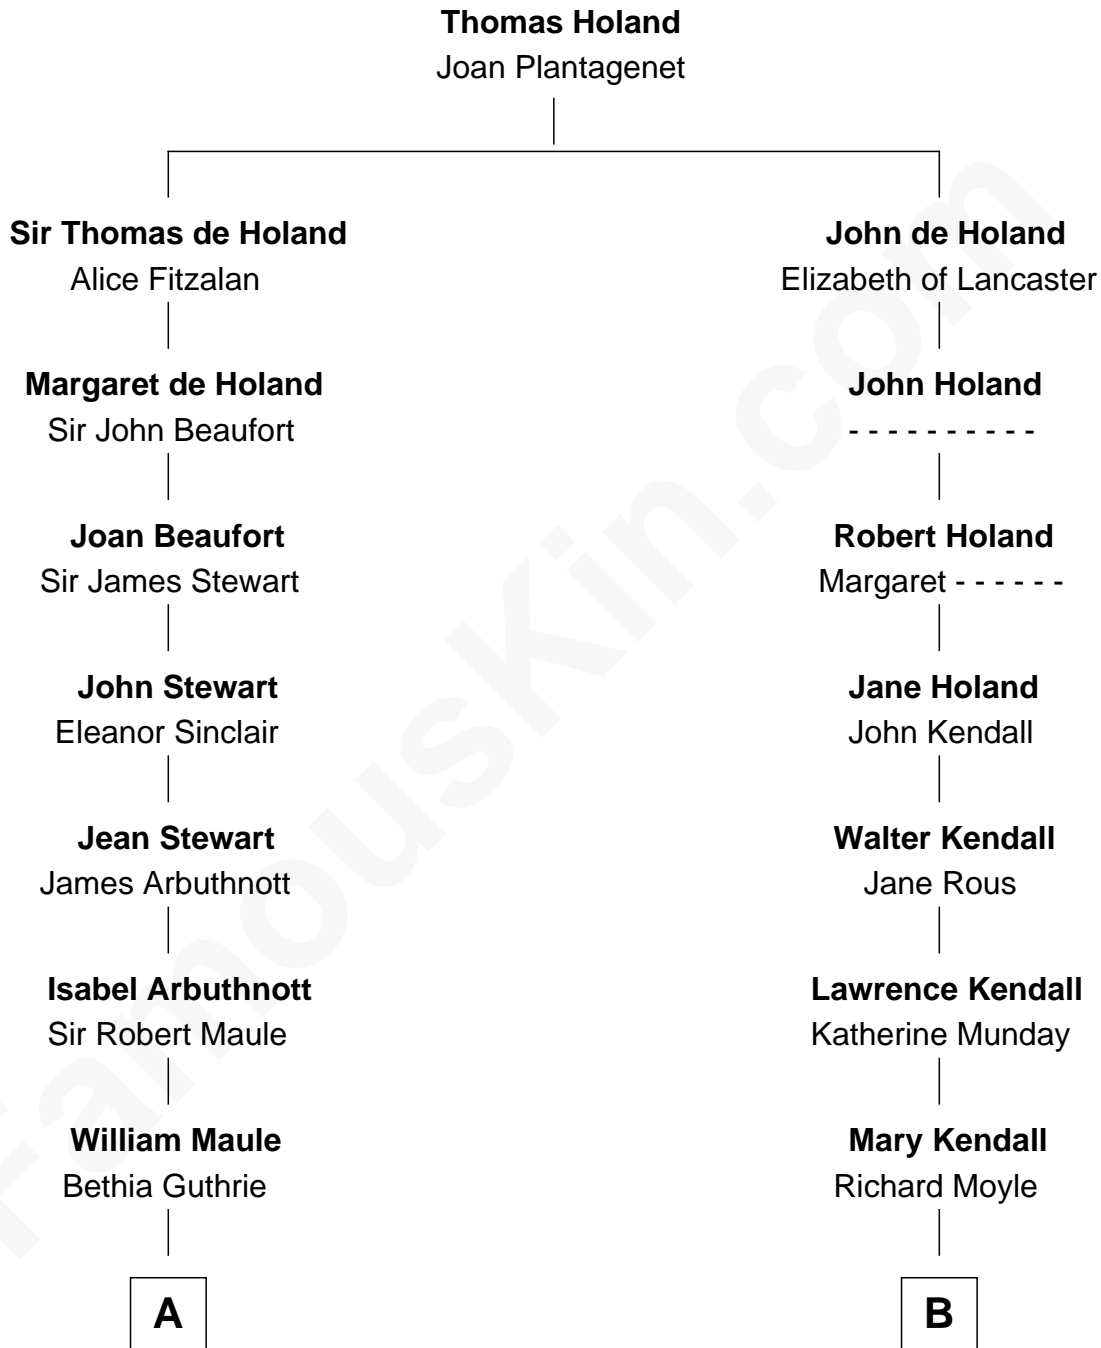 Thomas Holand
Joan Plantagenet
Sir Thomas de Holand
Alice Fitzalan
Margaret de Holand
Sir John Beaufort
Joan Beaufort
Sir James Stewart
John Stewart
Eleanor Sinclair
Jean Stewart
James Arbuthnott
Isabel Arbuthnott
Sir Robert Maule
William Maule
Bethia Guthrie
A
John de Holand
Elizabeth of Lancaster
John Holand
- - - - - - - - - -
Robert Holand
Margaret - - - - - -
Jane Holand
John Kendall
Walter Kendall
Jane Rous
Lawrence Kendall
Katherine Munday
Mary Kendall
Richard Moyle
B
FamousKin.com